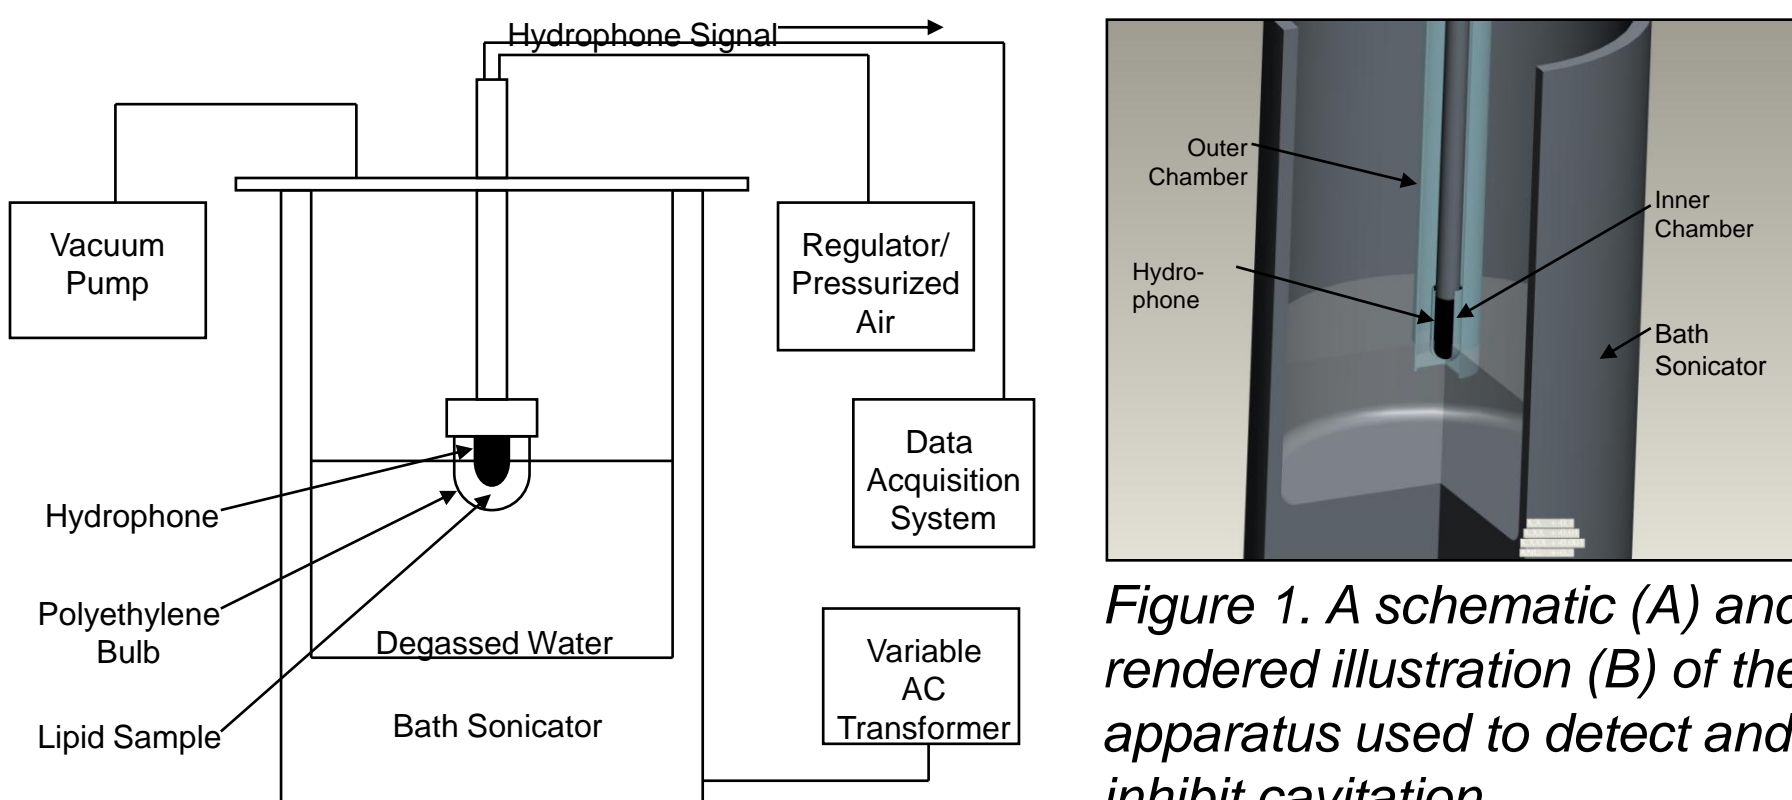 Hydrophone Signal
Vacuum
Pump
Regulator/
Pressurized
Air
Data
Acquisition
System
Hydrophone
Polyethylene
Bulb
Degassed Water
Variable
AC
Transformer
Lipid Sample
Bath Sonicator
Outer
Chamber
Inner
Chamber
Hydro-
phone
Bath
Sonicator
Figure 1. A schematic (A) and
rendered illustration (B) of the
apparatus used to detect and
inhibit cavitation